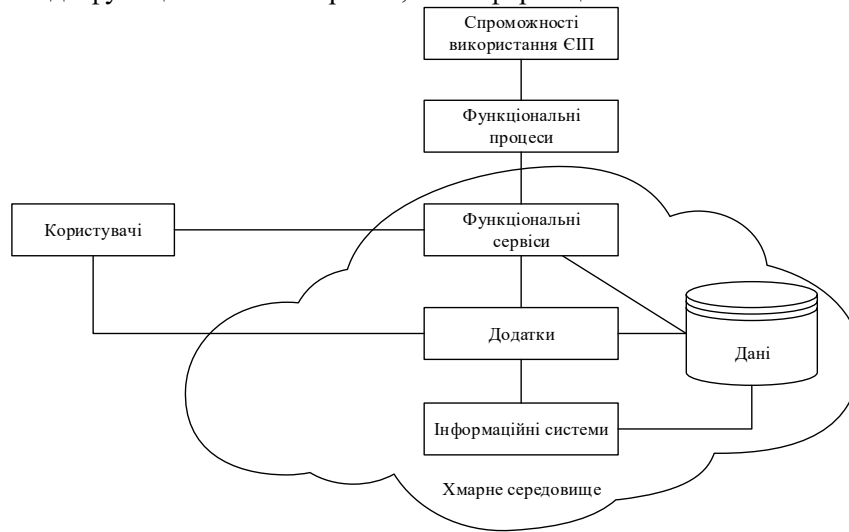 Спроможності
використання ЄІП
Функціональні
процеси
Користувачі
Функціональні
сервіси
Додатки
Дані
Інформаційні системи
Хмарне середовище